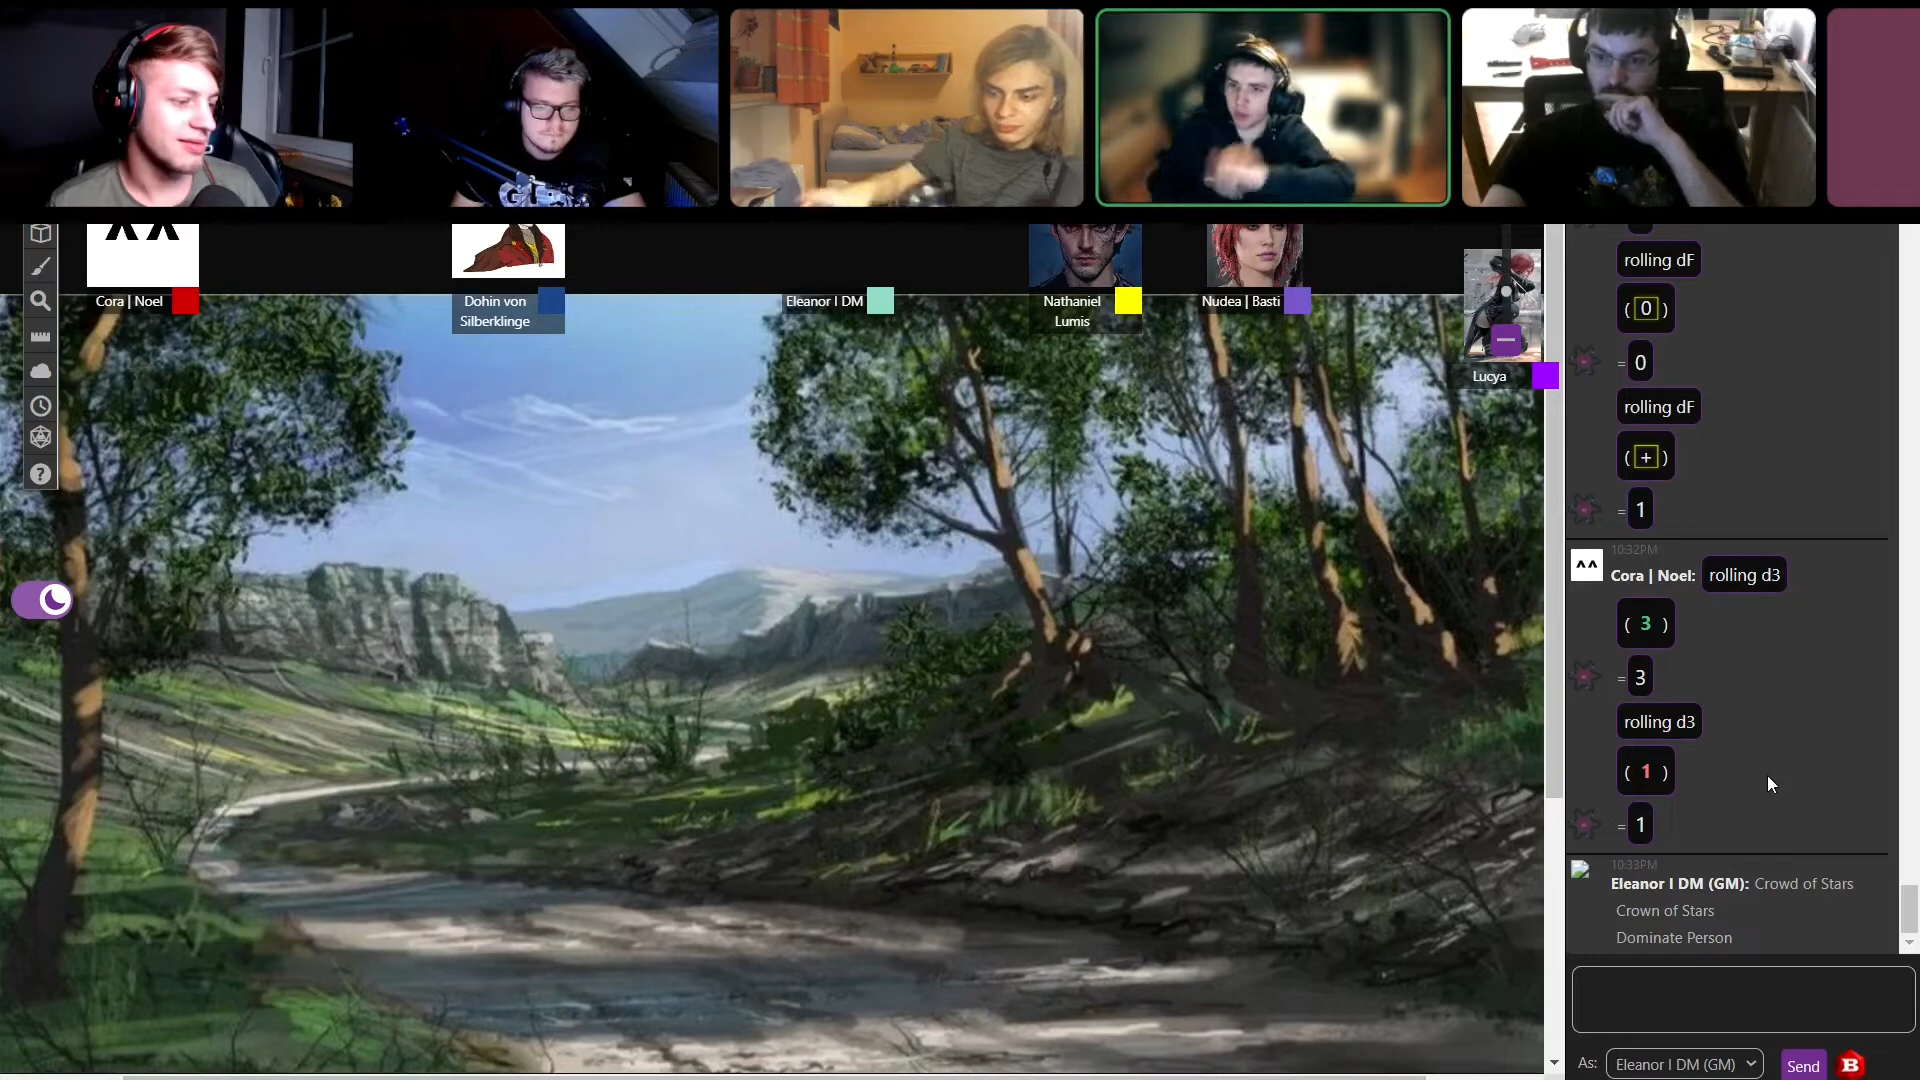 Cora | Noel
Dohin von
Silberklinge
Eleanor I DM
Nathaniel
Lumis
Nudea | Basti
Lucya
rolling dF
(0)
=0
rolling dF
(+)
=1
10:32PM
^^
Cora | Noel: rolling d3
(3)
=3
rolling d3
(1)
=1
10:33PM
Eleanor I DM (GM): Crowd of Stars
Crown of Stars
Dominate Person
As: Eleanor I DM (GM)
Send
B